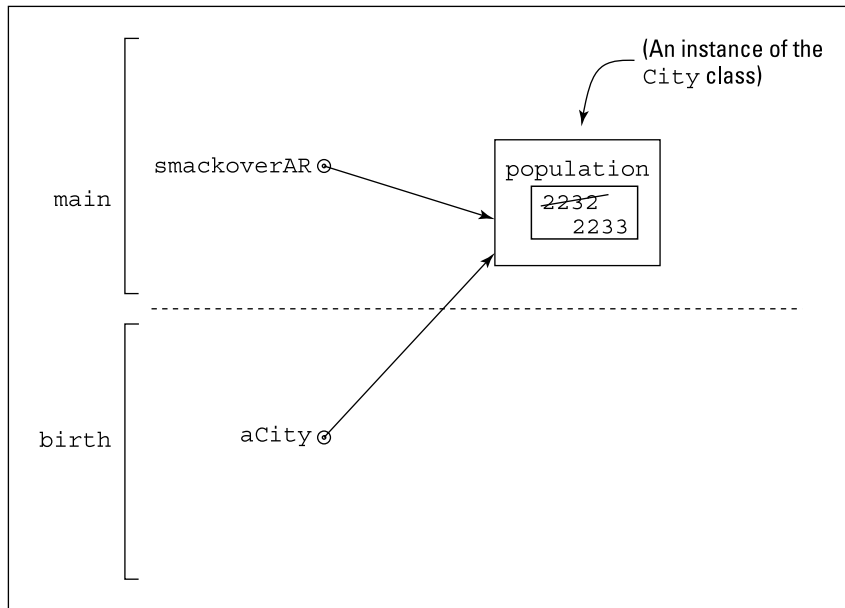 (An instance of the
City class)
smackoverAR
population
main
2232
2233
aCity
birth